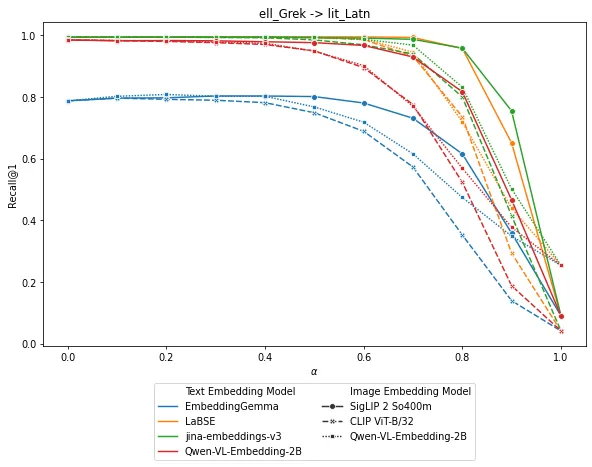 ell_Grek -> lit_Latn
Recall@1
1.0
0.8
0.6
0.4
0.2
0.0
0.0 0.2 0.4 0.6 0.8 1.0
α
Text Embedding Model
EmbeddingGemma
LaBSE
jina-embeddings-v3
Qwen-VL-Embedding-2B
Image Embedding Model
SigLIP 2 So400m
CLIP ViT-B/32
Qwen-VL-Embedding-2B